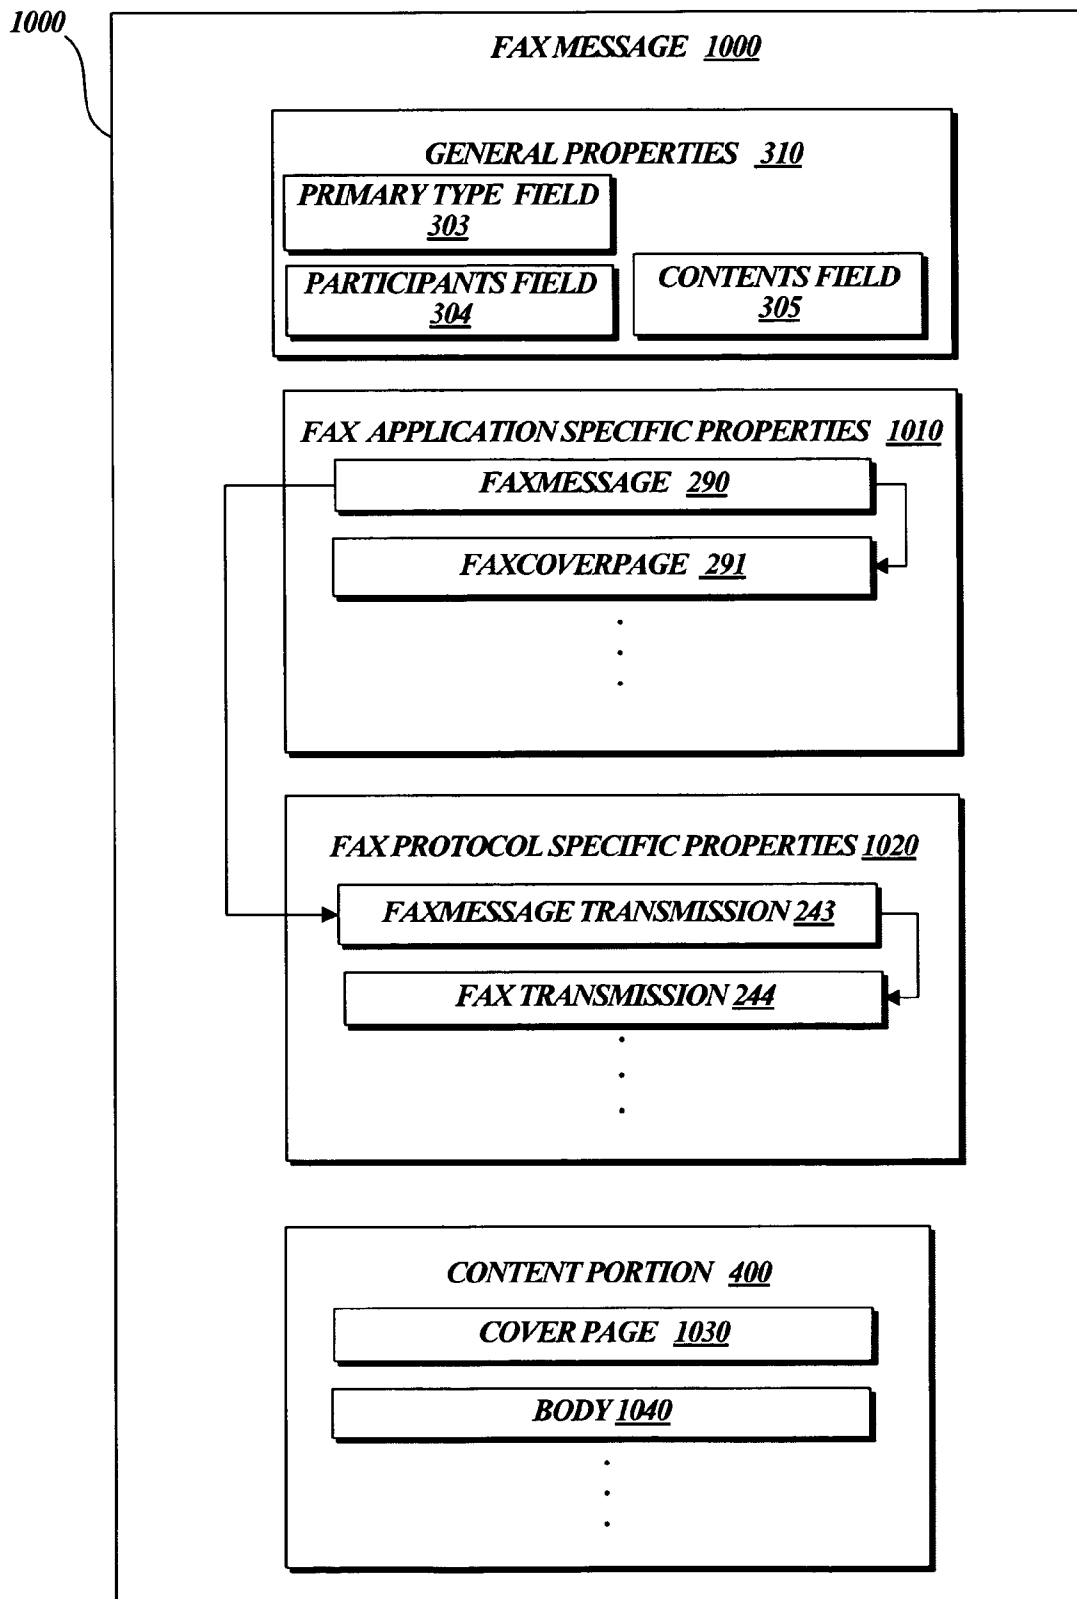 1000
FAX MESSAGE 1000
GENERAL PROPERTIES 310
PRIMARY TYPE FIELD
303
PARTICIPANTS FIELD
304
CONTENTS FIELD
305
FAX APPLICATION SPECIFIC PROPERTIES 1010
FAXMESSAGE 290
FAXCOVERPAGE 291
FAX PROTOCOL SPECIFIC PROPERTIES 1020
FAXMESSAGE TRANSMISSION 243
FAX TRANSMISSION 244
CONTENT PORTION 400
COVER PAGE 1030
BODY 1040